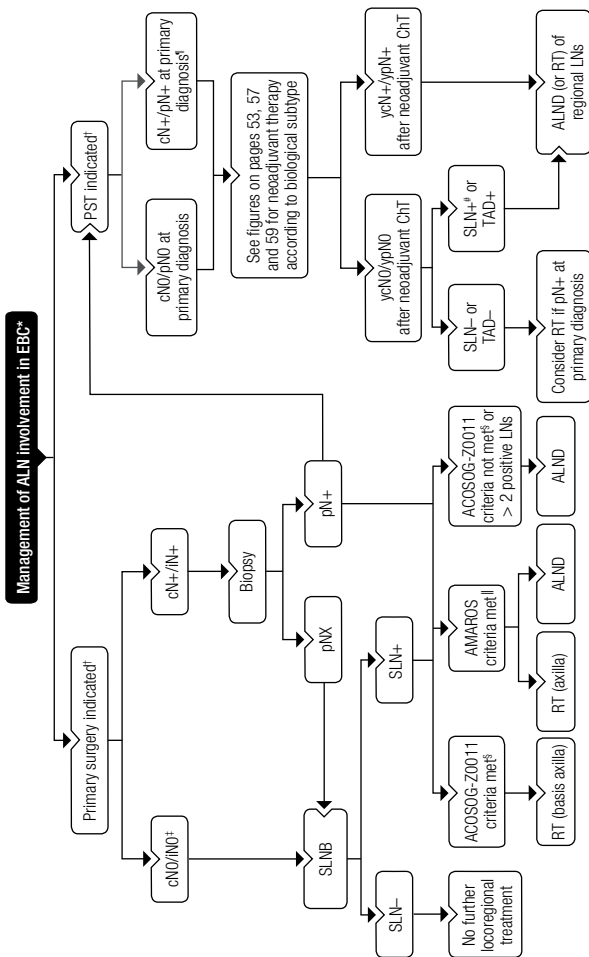 Management of ALN involvement in EBC*
Primary surgery indicated†
PST indicated†
cN0/iN0‡
cN+/iN+
cN0/pN0 at
primary diagnosis
cN+/pN+ at primary
diagnosis¶
Biopsy
See figures on pages 53, 57
and 59 for neoadjuvant therapy
according to biological subtype
pNX
pN+
SLNB
ycN0/ypN0
after neoadjuvant ChT
ycN+/ypN+
after neoadjuvant ChT
SLN–
SLN+
SLN– or
TAD–
SLN+# or
TAD+
No further
locoregional
treatment
ACOSOG-Z0011
criteria met§
AMAROS
criteria met||
ACOSOG-Z0011
criteria not met§ or
> 2 positive LNs
RT (basis axilla)
RT (axilla)
ALND
ALND
Consider RT if pN+ at
primary diagnosis
ALND (or RT) of
regional LNs